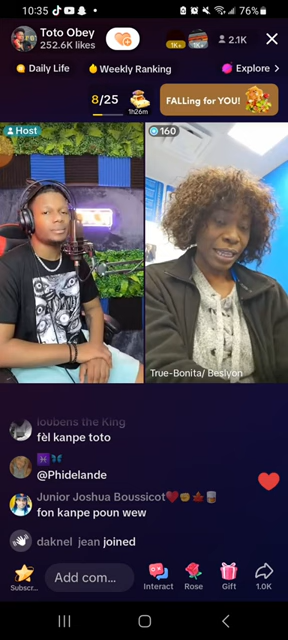 10:35
76%
Toto Obey
252.6K likes
1K+
2.1K
Daily Life
Weekly Ranking
Explore >
8/25
1h26m
FALLing for YOU!
Host
160
True-Bonita/ Beslyon
loubens the King
fèl kanpe toto
@Phidelande
Junior Joshua Boussicot
fon kanpe poun wew
daknel jean joined
Subscr...
Add com...
Interact
Rose
Gift
1.0K